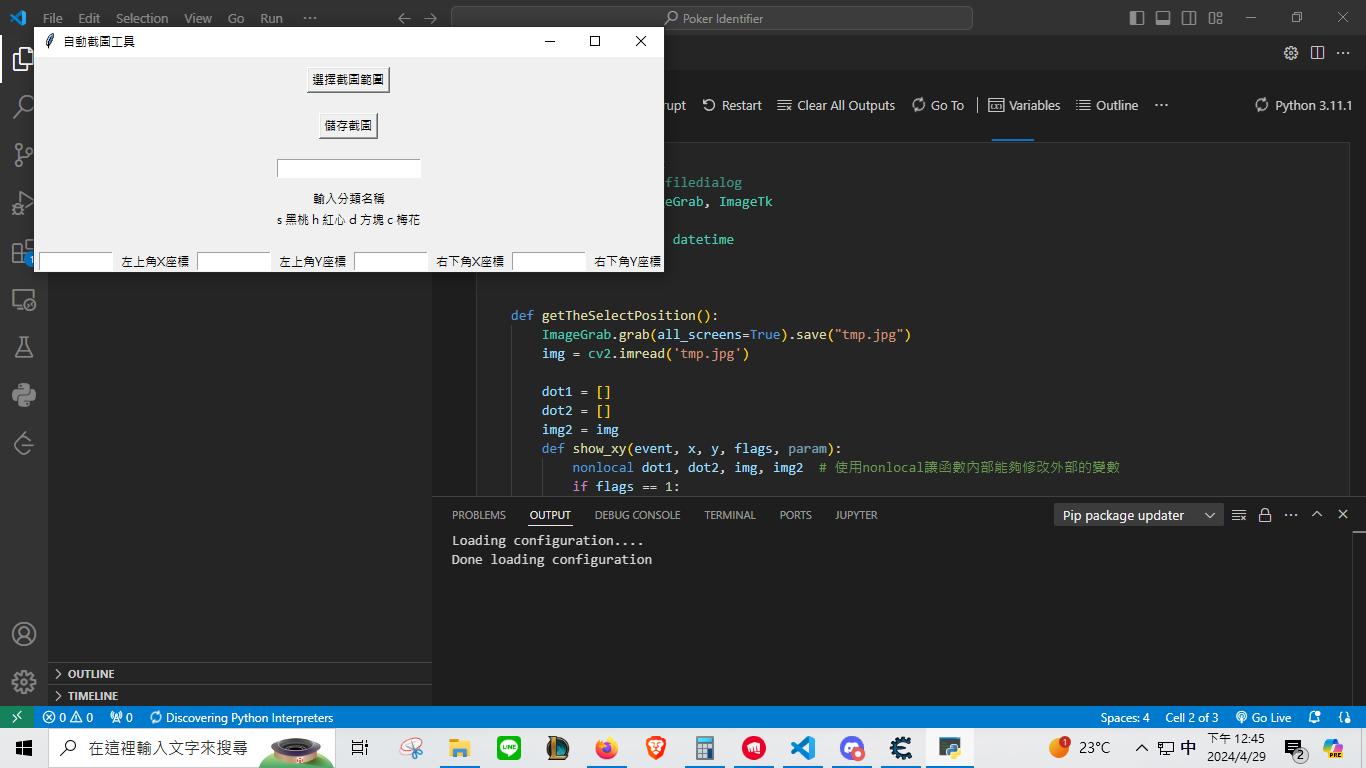 File Edit Selection View Go Run ··· Poker Identifier
自動截圖工具
選擇截圖範圍
儲存截圖
輸入分類名稱
s 黑桃 h 紅心 d 方塊 c 梅花
左上角X座標 左上角Y座標 右下角X座標 右下角Y座標
rupt Restart Clear All Outputs Go To Variables Outline ··· Python 3.11.1
filedialog
eGrab, ImageTk
datetime
def getTheSelectPosition():
ImageGrab.grab(all_screens=True).save("tmp.jpg")
img = cv2.imread('tmp.jpg')
dot1 = []
dot2 = []
img2 = img
def show_xy(event, x, y, flags, param):
nonlocal dot1, dot2, img, img2 # 使用nonlocal讓函數內部能夠修改外部的變數
if flags == 1:
PROBLEMS OUTPUT DEBUG CONSOLE TERMINAL PORTS JUPYTER Pip package updater
Loading configuration....
Done loading configuration
OUTLINE
TIMELINE
0 0 0 Discovering Python Interpreters Spaces: 4 Cell 2 of 3 Go Live
在這裡輸入文字來搜尋
1 23°C 中 下午 12:45
2024/4/29 2 PRE